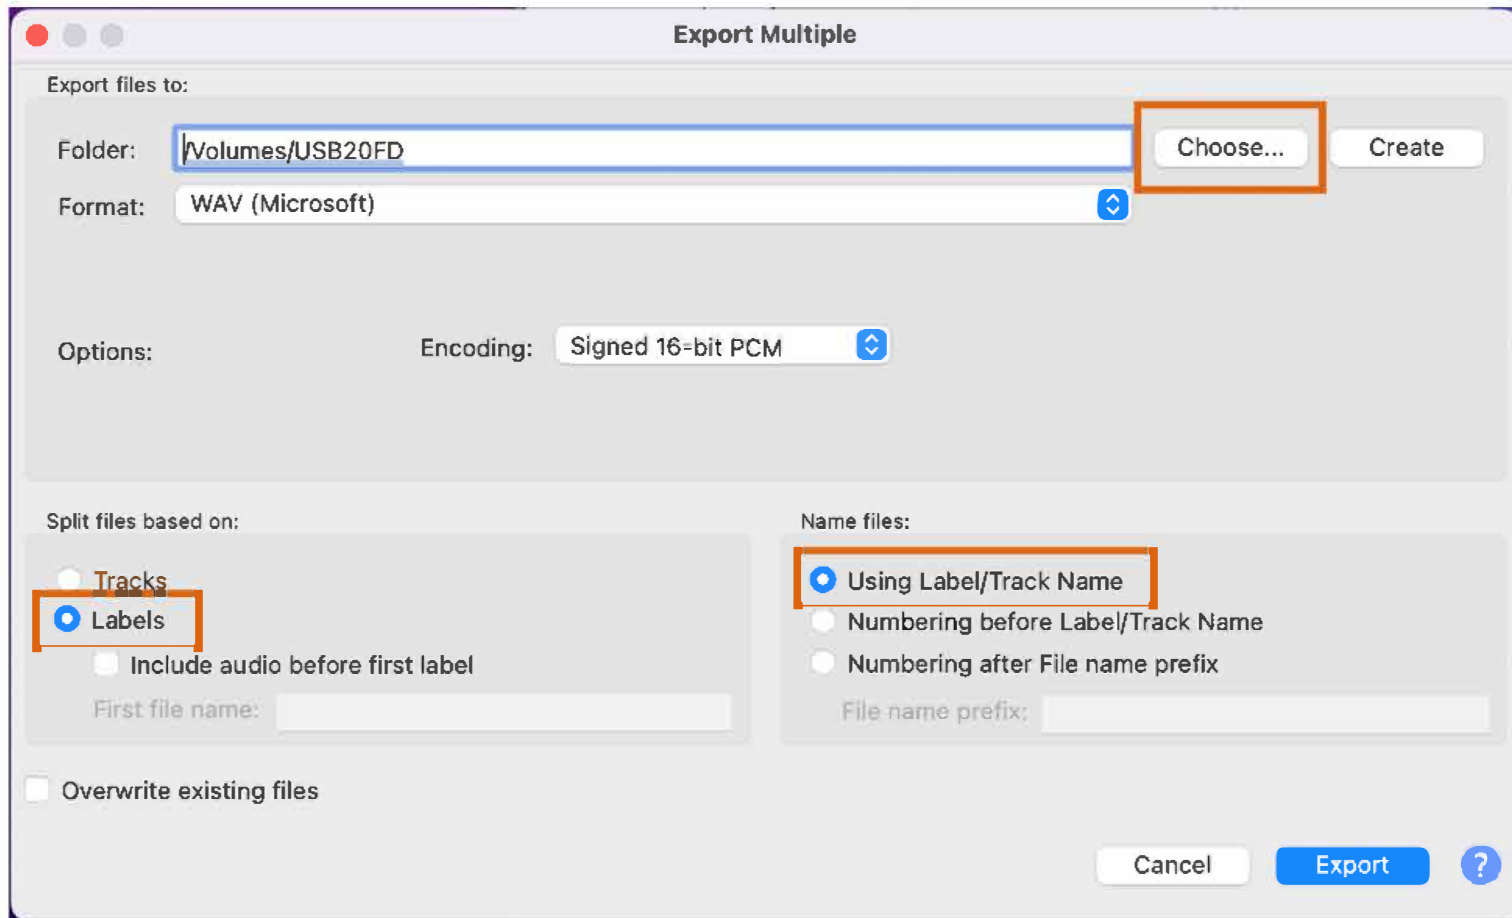 Export Multiple
Export files to:
Folder: /Volumes/USB20FD Choose... Create
Format: WAV (Microsoft)
Options: Encoding: Signed 16-bit PCM
Split files based on: Name files:
Tracks Using Label/Track Name
Labels Numbering before Label/Track Name
Include audio before first label Numbering after File name prefix
First file name: File name prefix:
Overwrite existing files
Cancel Export ?